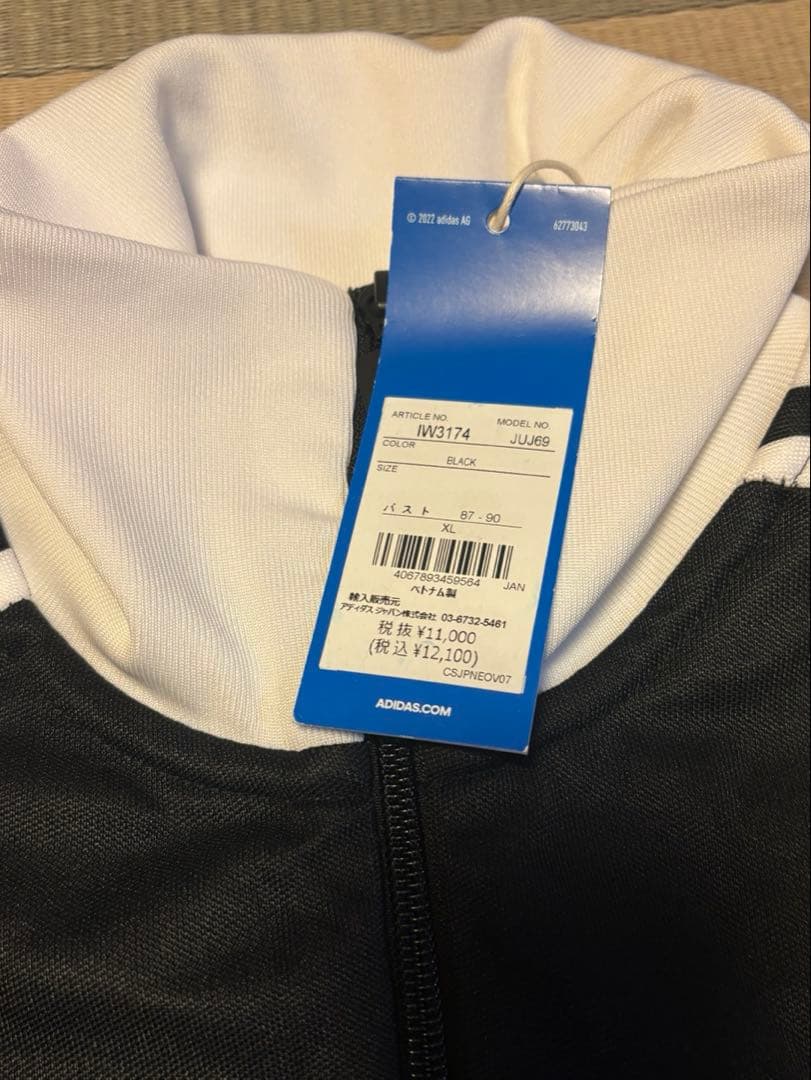 © 2022 adidas AG 62773043
ARTICLE NO. MODEL NO.
IW3174 JUJ69
COLOR
BLACK
SIZE
バスト 87 - 90
XL
4067893459564 JAN
ベトナム製
輸入販売元
アディダス ジャパン株式会社 03-6732-5461
税抜 ¥11,000
(税込 ¥12,100)
CSJPNEOV07
ADIDAS.COM